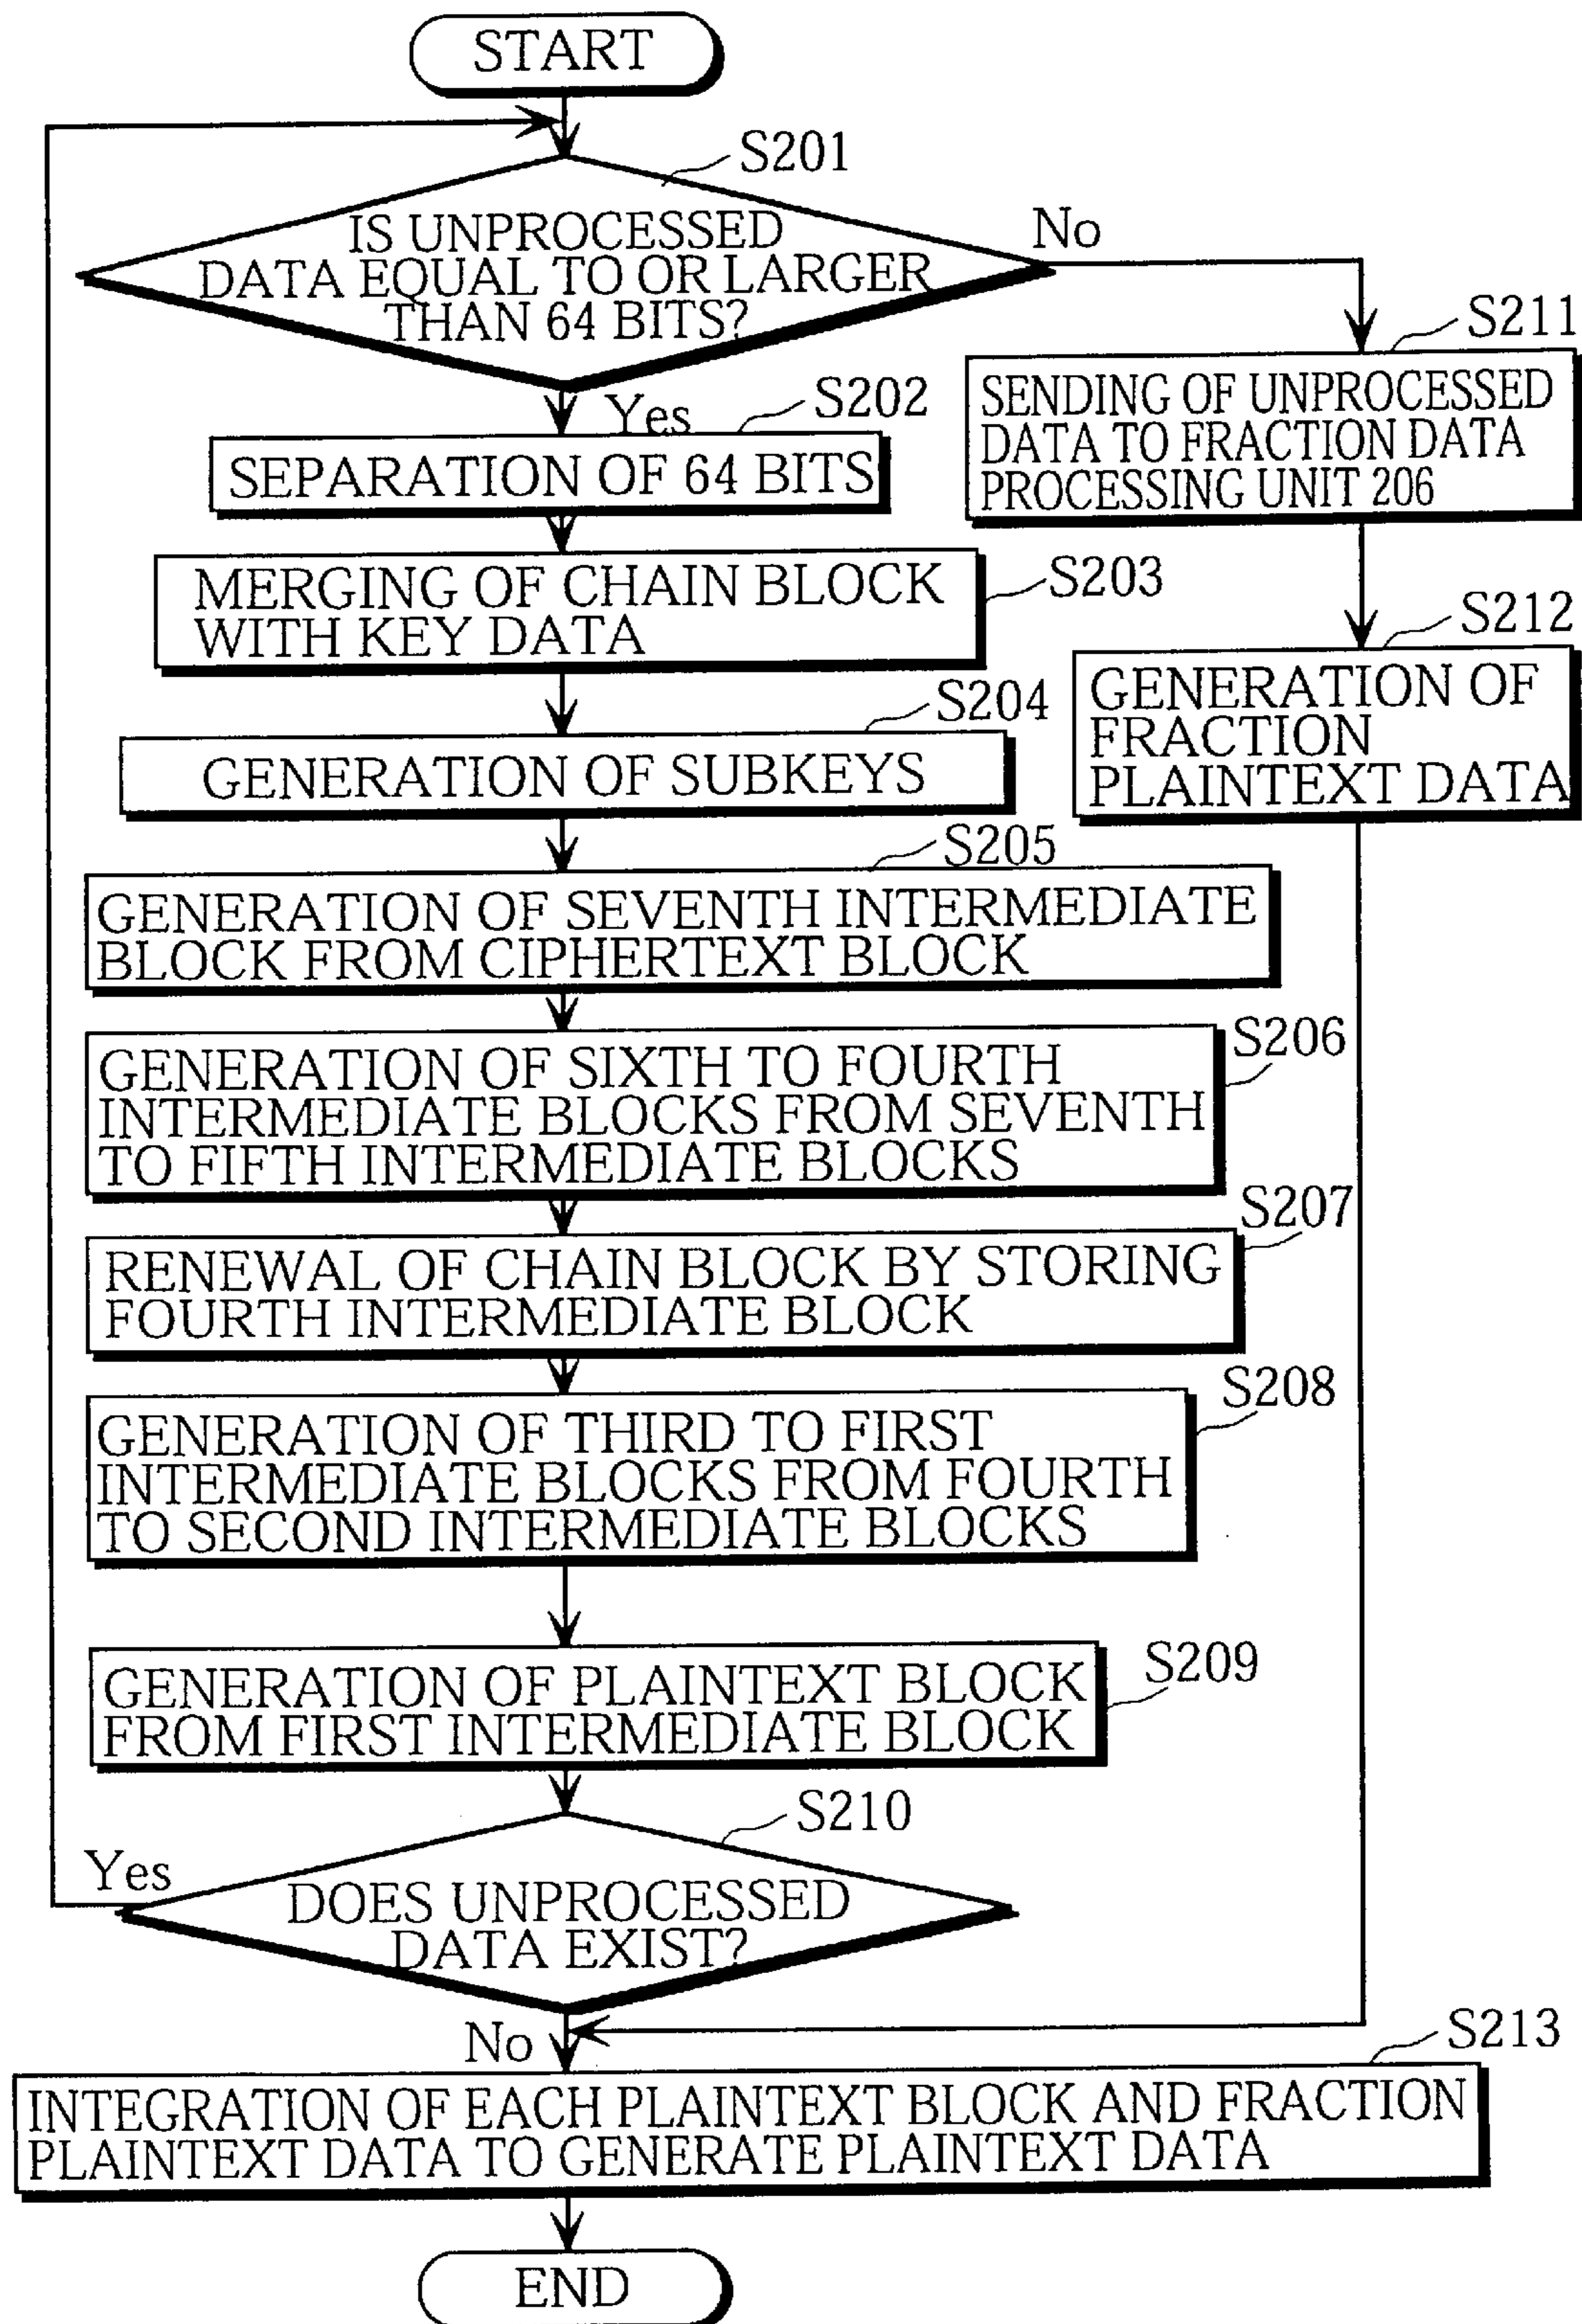 START
S201
IS UNPROCESSED
DATA EQUAL TO OR LARGER
THAN 64 BITS?
No
Yes
S202
SEPARATION OF 64 BITS
S211
SENDING OF UNPROCESSED
DATA TO FRACTION DATA
PROCESSING UNIT 206
MERGING OF CHAIN BLOCK
WITH KEY DATA
S203
S212
GENERATION OF
FRACTION
PLAINTEXT DATA
S204
GENERATION OF SUBKEYS
S205
GENERATION OF SEVENTH INTERMEDIATE
BLOCK FROM CIPHERTEXT BLOCK
S206
GENERATION OF SIXTH TO FOURTH
INTERMEDIATE BLOCKS FROM SEVENTH
TO FIFTH INTERMEDIATE BLOCKS
S207
RENEWAL OF CHAIN BLOCK BY STORING
FOURTH INTERMEDIATE BLOCK
S208
GENERATION OF THIRD TO FIRST
INTERMEDIATE BLOCKS FROM FOURTH
TO SECOND INTERMEDIATE BLOCKS
S209
GENERATION OF PLAINTEXT BLOCK
FROM FIRST INTERMEDIATE BLOCK
S210
Yes
DOES UNPROCESSED
DATA EXIST?
No
S213
INTEGRATION OF EACH PLAINTEXT BLOCK AND FRACTION
PLAINTEXT DATA TO GENERATE PLAINTEXT DATA
END